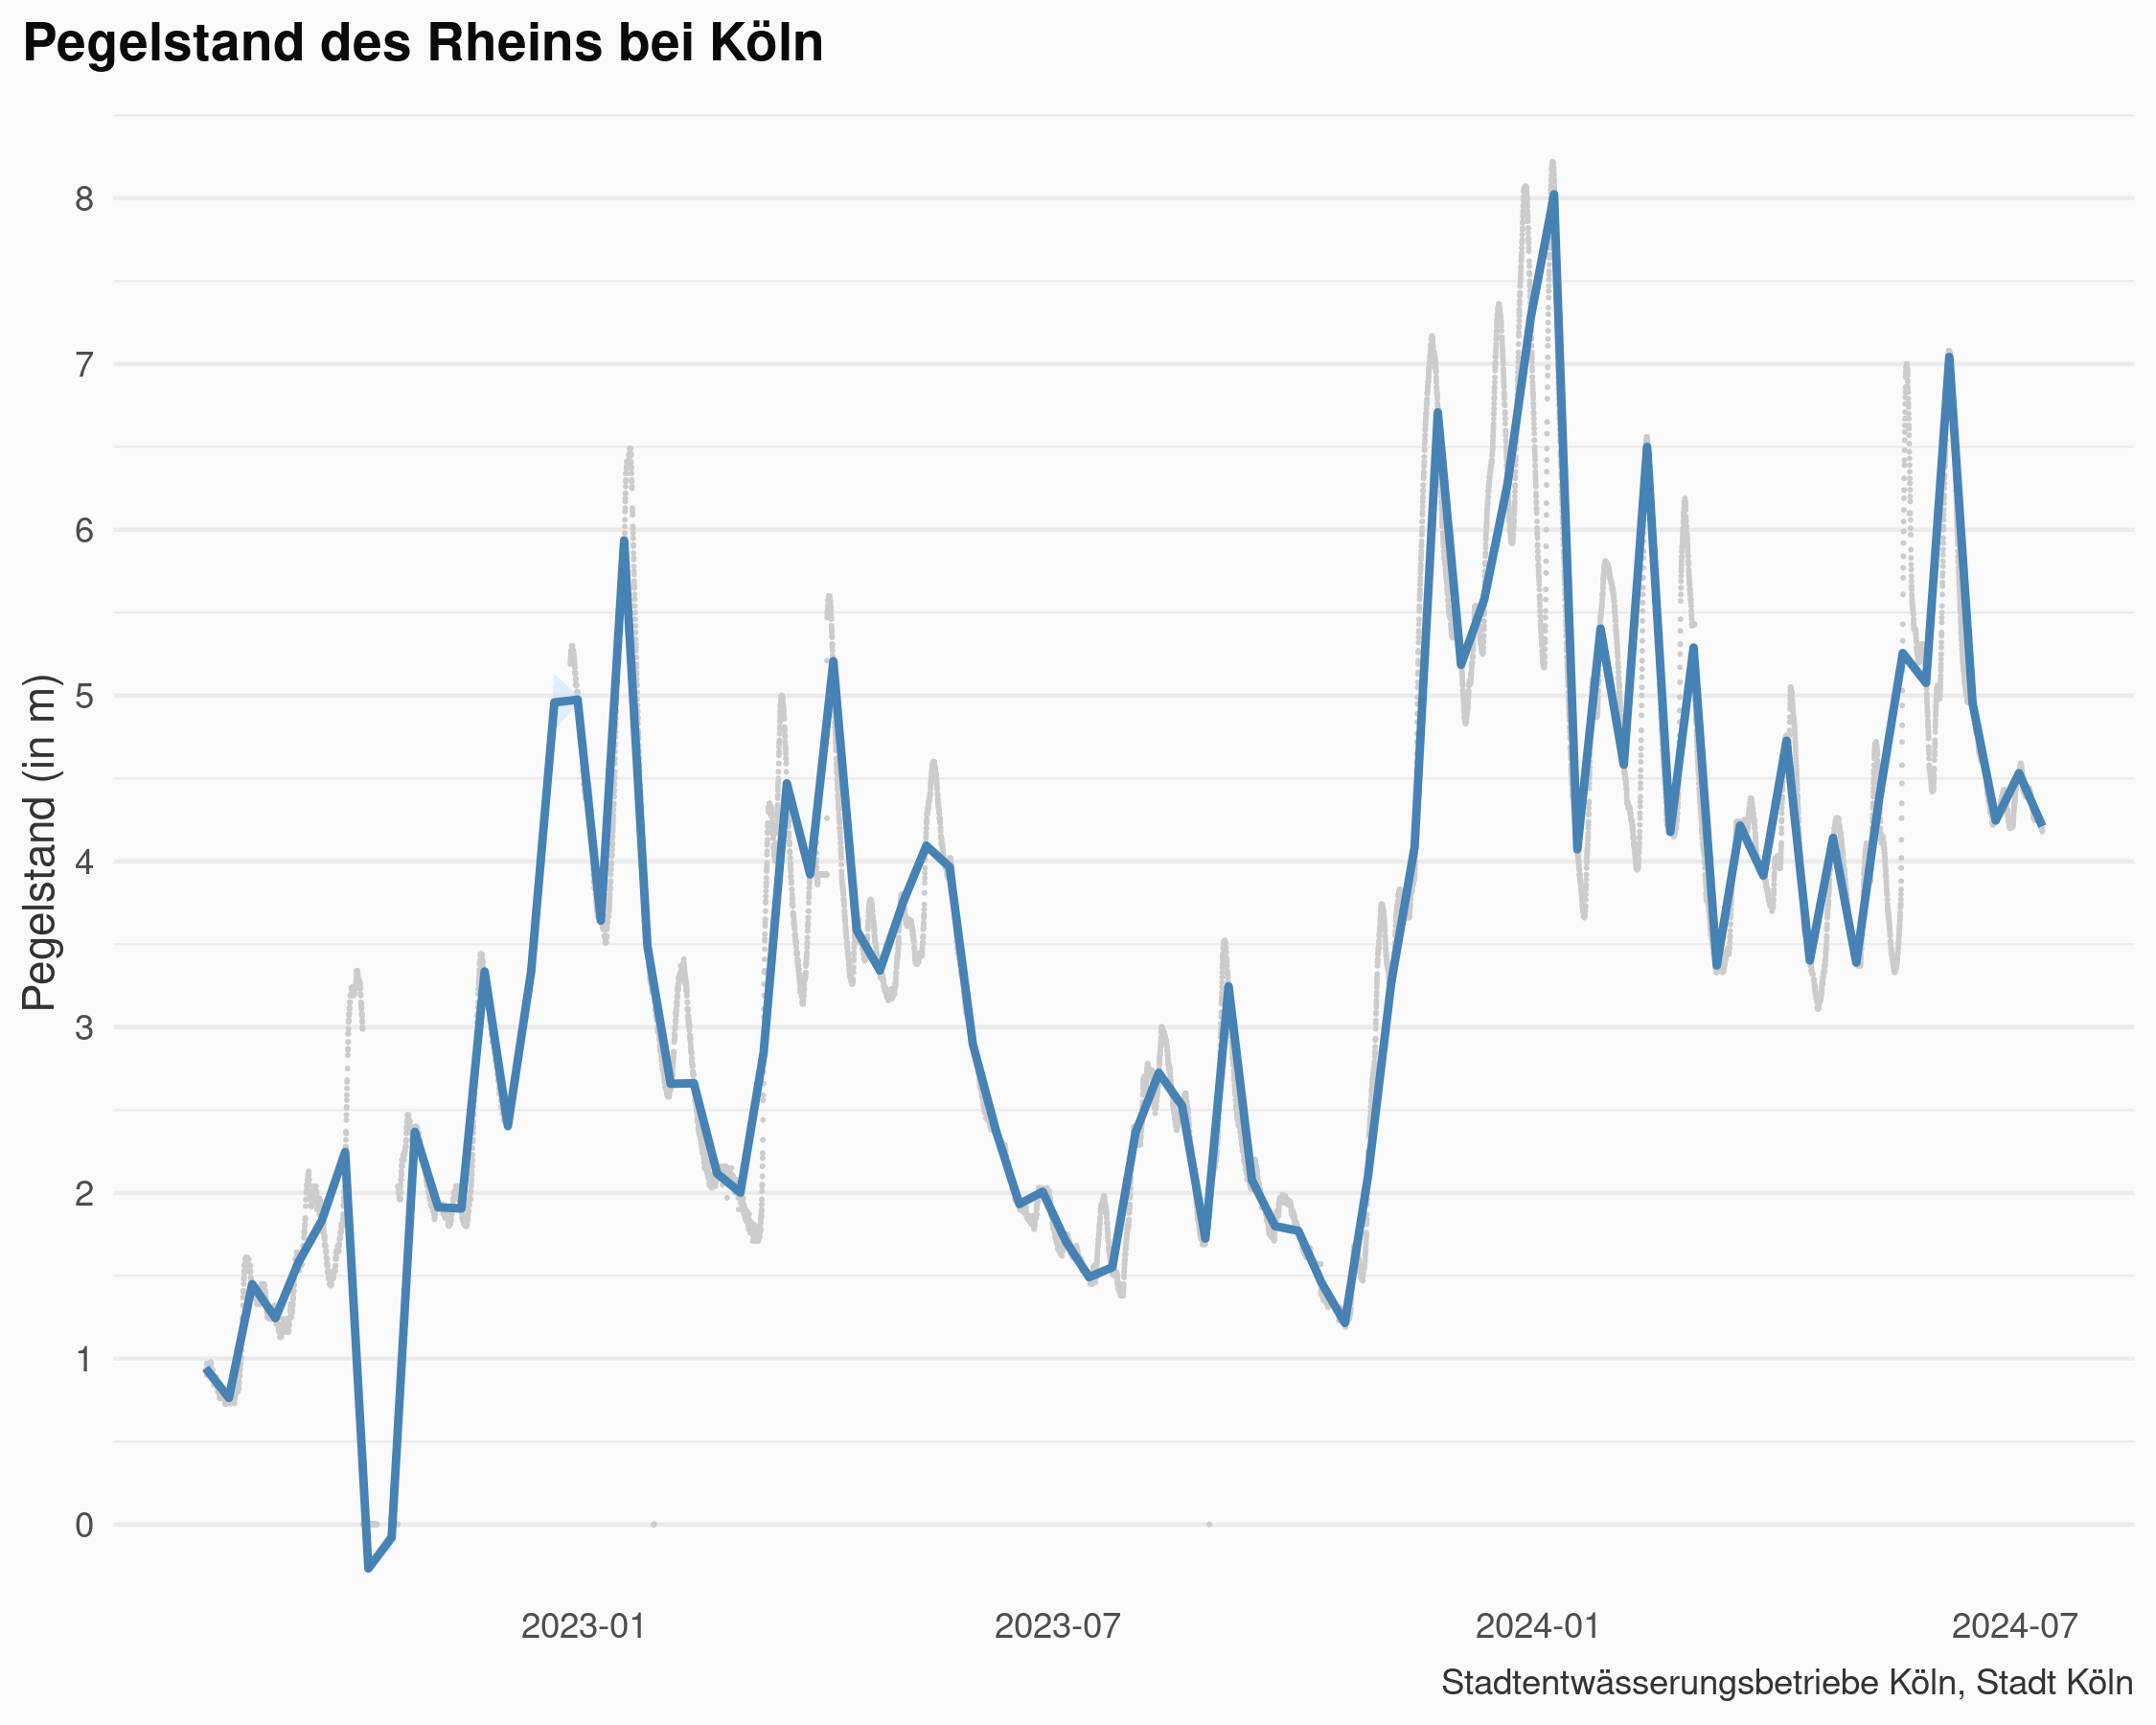 Pegelstand des Rheins bei Köln
Pegelstand (in m)
8
7
6
5
4
3
2
1
0
2023-01 2023-07 2024-01 2024-07
Stadtentwässerungsbetriebe Köln, Stadt Köln